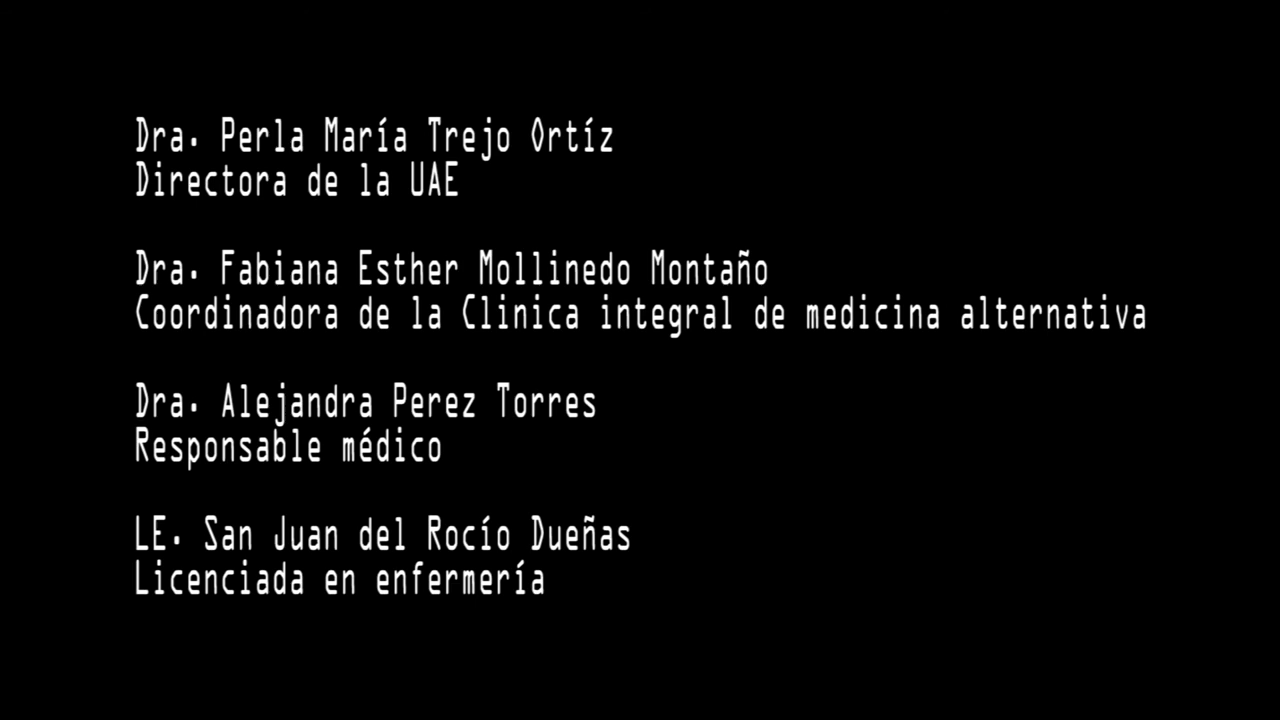 Dra. Perla María Trejo Ortíz
Directora de la UAE
Dra. Fabiana Esther Mollinedo Montaño
Coordinadora de la Clinica integral de medicina alternativa
Dra. Alejandra Perez Torres
Responsable médico
LE. San Juan del Rocío Dueñas
Licenciada en enfermería